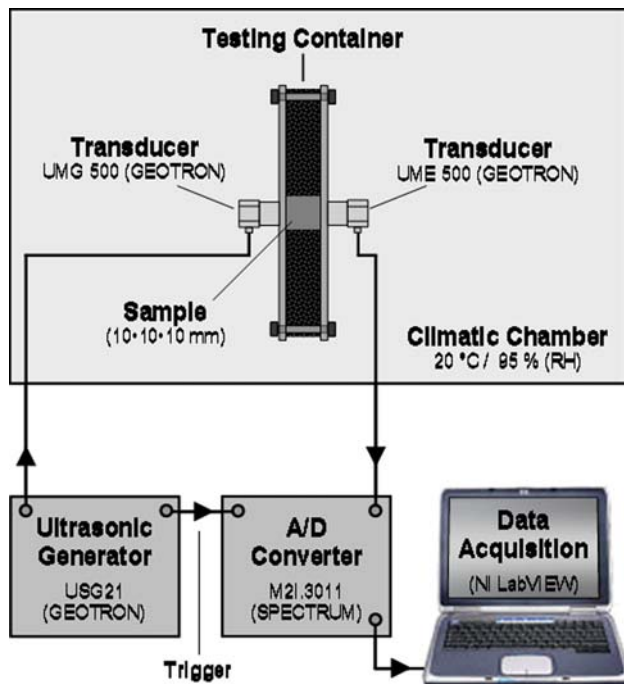 Testing Container
Transducer
UMG 500 (GEOTRON)
Transducer
UME 500 (GEOTRON)
Sample
(10•10•10 mm)
Climatic Chamber
20 °C / 95 % (RH)
Ultrasonic
Generator
USG21
(GEOTRON)
A/D
Converter
M2I.3011
(SPECTRUM)
Data
Acquisition
(NI LabVIEW)
Trigger